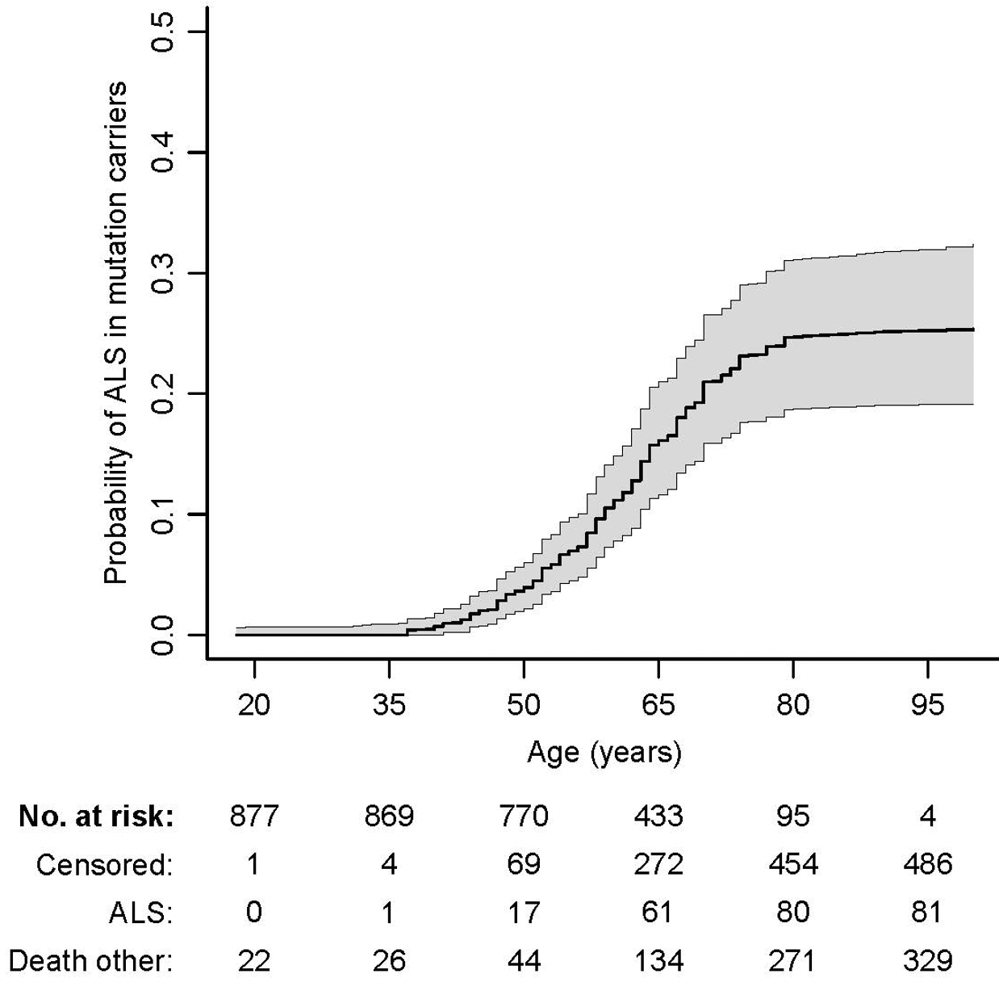 Probability of ALS in mutation carriers
0.5
0.4
0.3
0.2
0.1
0.0
20 35 50 65 80 95
Age (years)
No. at risk: 877 869 770 433 95 4
Censored: 1 4 69 272 454 486
ALS: 0 1 17 61 80 81
Death other: 22 26 44 134 271 329